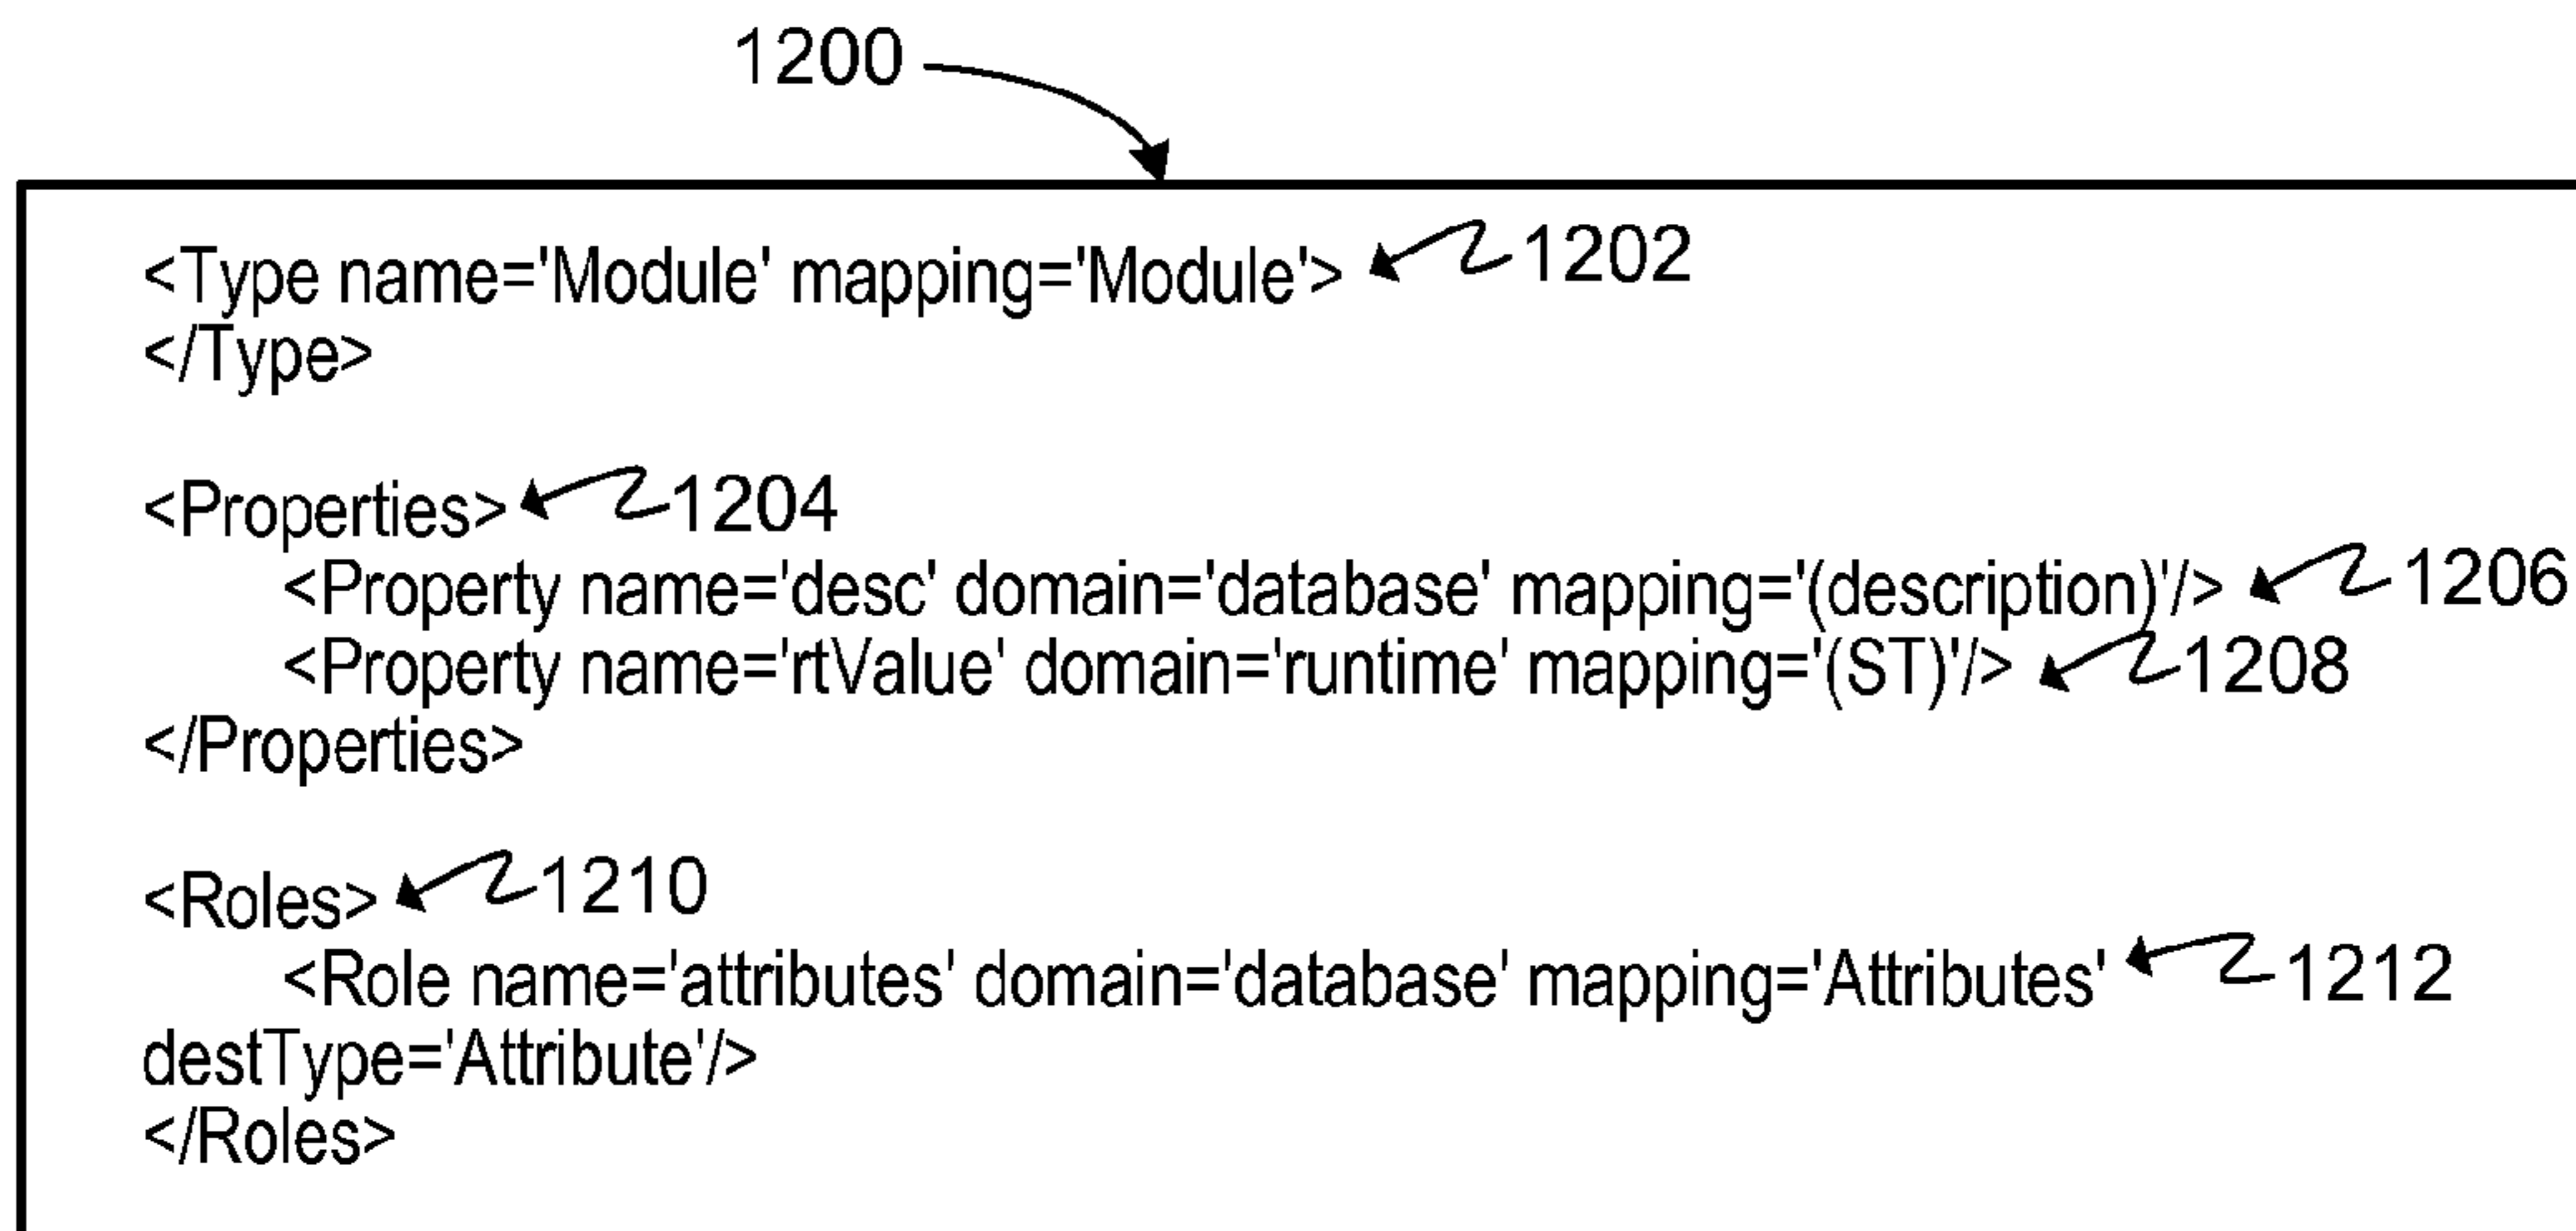 1200
<Type name='Module' mapping='Module'> 1202
</Type>
<Properties> 1204
<Property name='desc' domain='database' mapping='(description)'/> 1206
<Property name='rtValue' domain='runtime' mapping='(ST)'/> 1208
</Properties>
<Roles> 1210
<Role name='attributes' domain='database' mapping='Attributes' 1212
destType='Attribute'/>
</Roles>